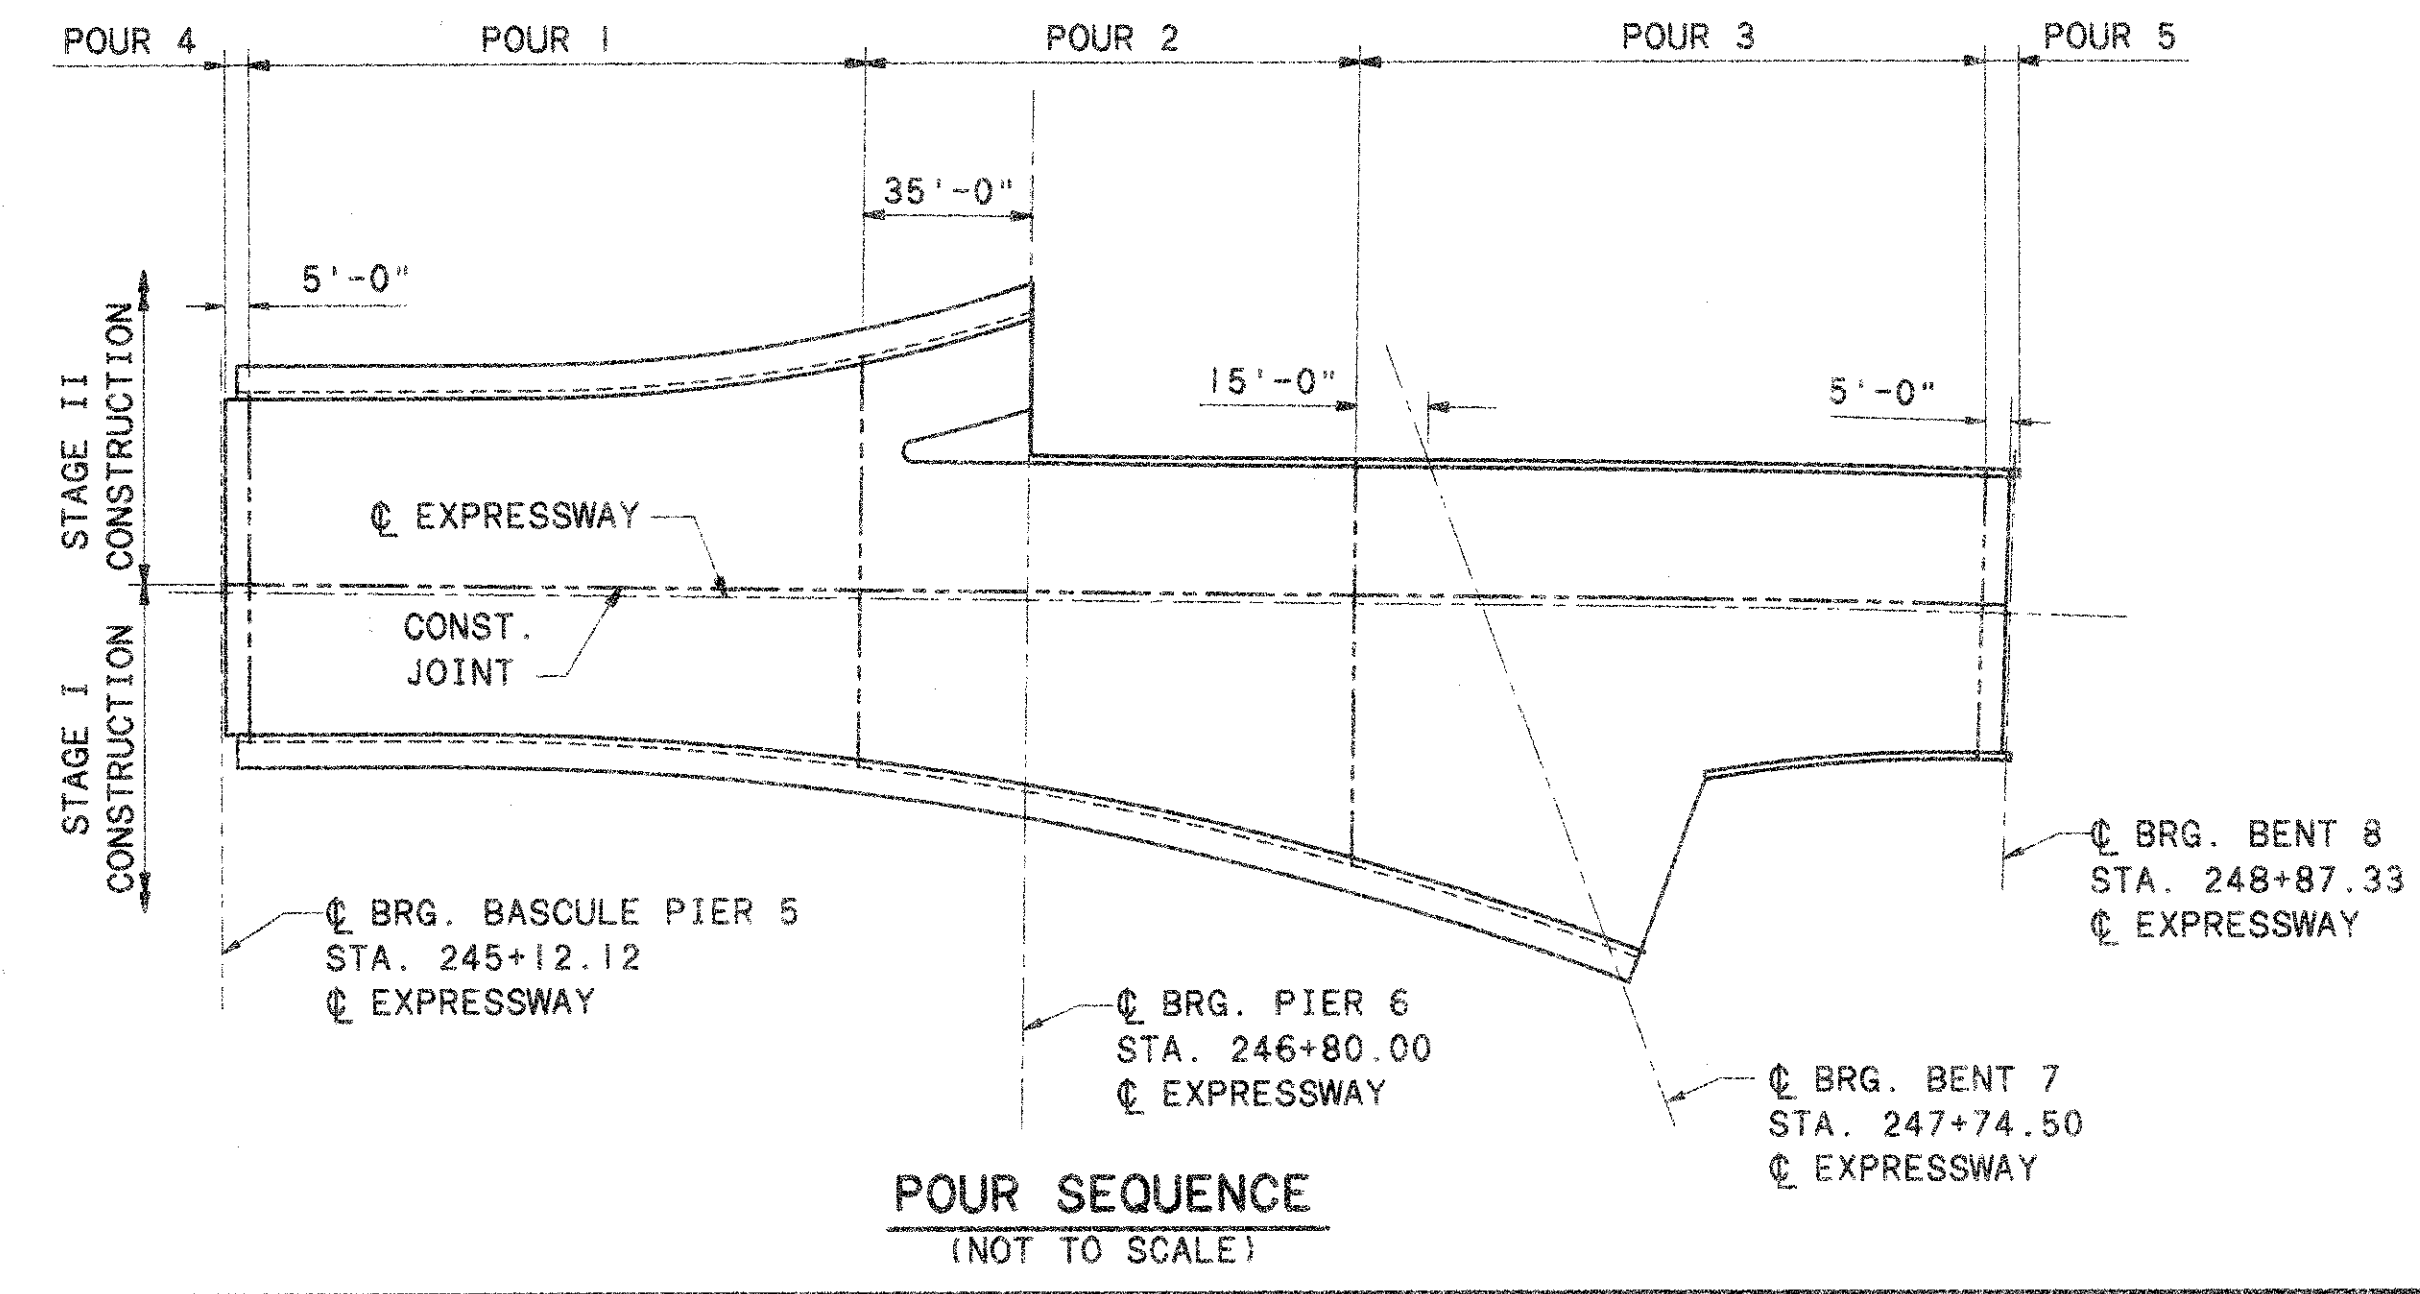 POUR 4
POUR 1
POUR 2
POUR 3
POUR 5
35'-0"
5'-0"
15'-0"
5'-0"
STAGE II
CONSTRUCTION
STAGE I
CONSTRUCTION
℄ EXPRESSWAY
CONST.
JOINT
℄ BRG. BASCULE PIER 5
STA. 245+12.12
℄ EXPRESSWAY
℄ BRG. PIER 6
STA. 246+80.00
℄ EXPRESSWAY
℄ BRG. BENT 7
STA. 247+74.50
℄ EXPRESSWAY
℄ BRG. BENT 8
STA. 248+87.33
℄ EXPRESSWAY
POUR SEQUENCE
(NOT TO SCALE)